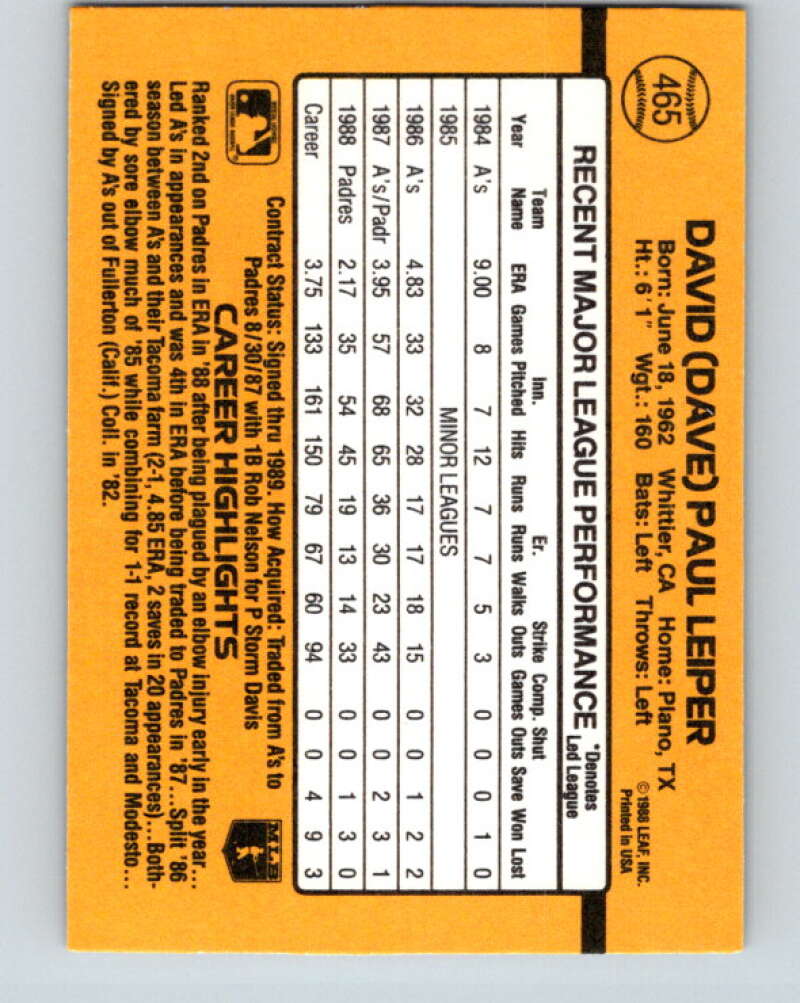 465
DAVID (DAVE) PAUL LEIPER
Born: June 18, 1962 Whittier, CA Home: Plano, TX
Ht.: 6'1" Wgt.: 160 Bats: Left Throws: Left
© 1988 LEAF, INC.
Printed in USA
RECENT MAJOR LEAGUE PERFORMANCE
*Denotes
Led League
Team Inn. Er. Strike Comp. Shut
Year Name ERA Games Pitched Hits Runs Runs Walks Outs Games Outs Save Won Lost
1984 A's 9.00 8 7 12 7 7 5 3 0 0 0 1 0
1985 MINOR LEAGUES
1986 A's 4.83 33 32 28 17 17 18 15 0 0 1 2 2
1987 A's/Padr 3.95 57 68 65 36 30 23 43 0 0 2 3 1
1988 Padres 2.17 35 54 45 19 13 14 33 0 0 1 3 0
Career 3.75 133 161 150 79 67 60 94 0 0 4 9 3
Contract Status: Signed thru 1989. How Acquired: Traded from A's to
Padres 8/30/87 with 1B Rob Nelson for P Storm Davis
MLB
CAREER HIGHLIGHTS
Ranked 2nd on Padres in ERA in '88 after being plagued by an elbow injury early in the year...
Led A's in appearances and was 4th in ERA before being traded to Padres in '87...Split '86
season between A's and their Tacoma farm (2-1, 4.85 ERA, 2 saves in 20 appearances)...Both-
ered by sore elbow much of '85 while combining for 1-1 record at Tacoma and Modesto...
Signed by A's out of Fullerton (Calif.) Coll. in '82.